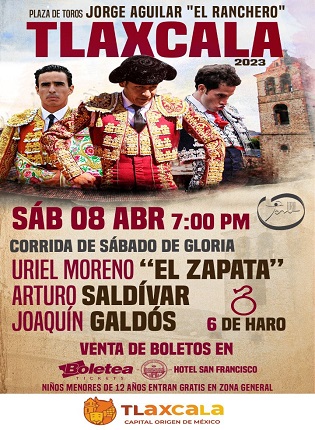 PLAZA DE TOROS JORGE AGUILAR "EL RANCHERO"
TLAXCALA
2023
SÁB 08 ABR 7:00 PM
CORRIDA DE SÁBADO DE GLORIA
URIEL MORENO “EL ZAPATA”
ARTURO SALDÍVAR
JOAQUÍN GALDÓS
6 DE HARO
VENTA DE BOLETOS EN
Boletea
TICKETS
HOTEL SAN FRANCISCO
NIÑOS MENORES DE 12 AÑOS ENTRAN GRATIS EN ZONA GENERAL
TLAXCALA
CAPITAL ORIGEN DE MÉXICO